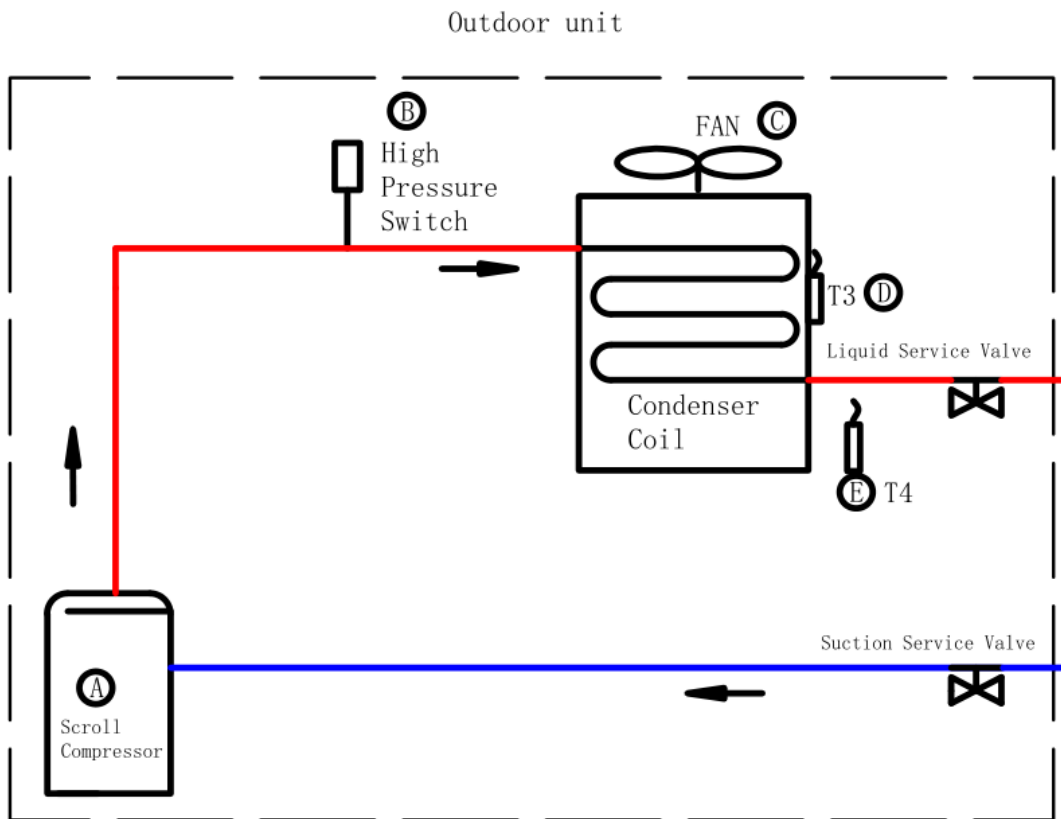 Outdoor unit
B
High
Pressure
Switch
FAN C
T3 D
Liquid Service Valve
Condenser
Coil
E T4
Suction Service Valve
A
Scroll
Compressor